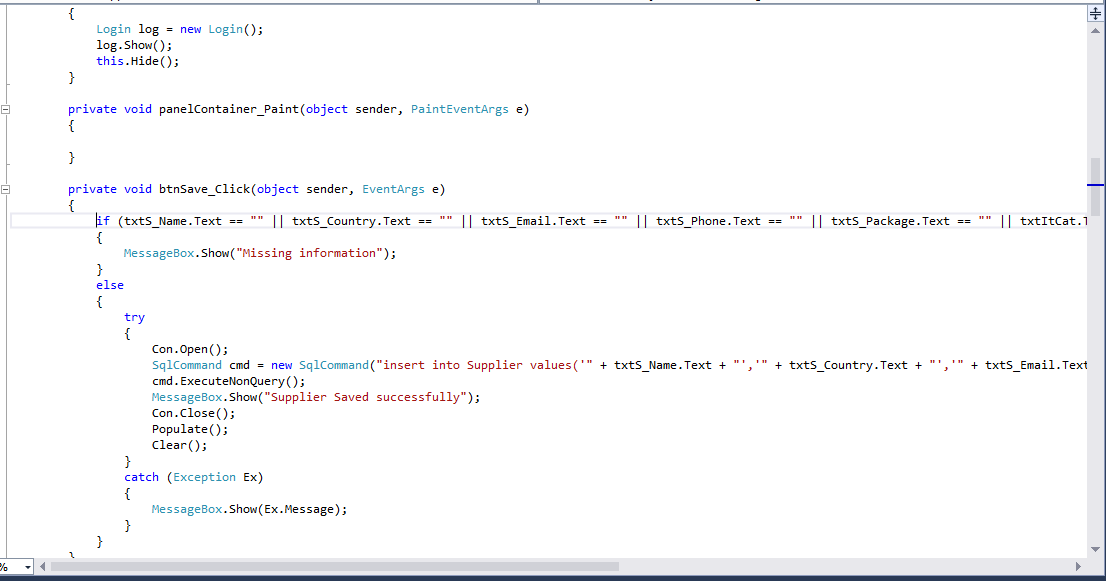 {
Login log = new Login();
log.Show();
this.Hide();
}
private void panelContainer_Paint(object sender, PaintEventArgs e)
{
}
private void btnSave_Click(object sender, EventArgs e)
{
if (txtS_Name.Text == "" || txtS_Country.Text == "" || txtS_Email.Text == "" || txtS_Phone.Text == "" || txtS_Package.Text == "" || txtItCat.T
{
MessageBox.Show("Missing information");
}
else
{
try
{
Con.Open();
SqlCommand cmd = new SqlCommand("insert into Supplier values('" + txtS_Name.Text + "','" + txtS_Country.Text + "','" + txtS_Email.Text
cmd.ExecuteNonQuery();
MessageBox.Show("Supplier Saved successfully");
Con.Close();
Populate();
Clear();
}
catch (Exception Ex)
{
MessageBox.Show(Ex.Message);
}
}
}
%